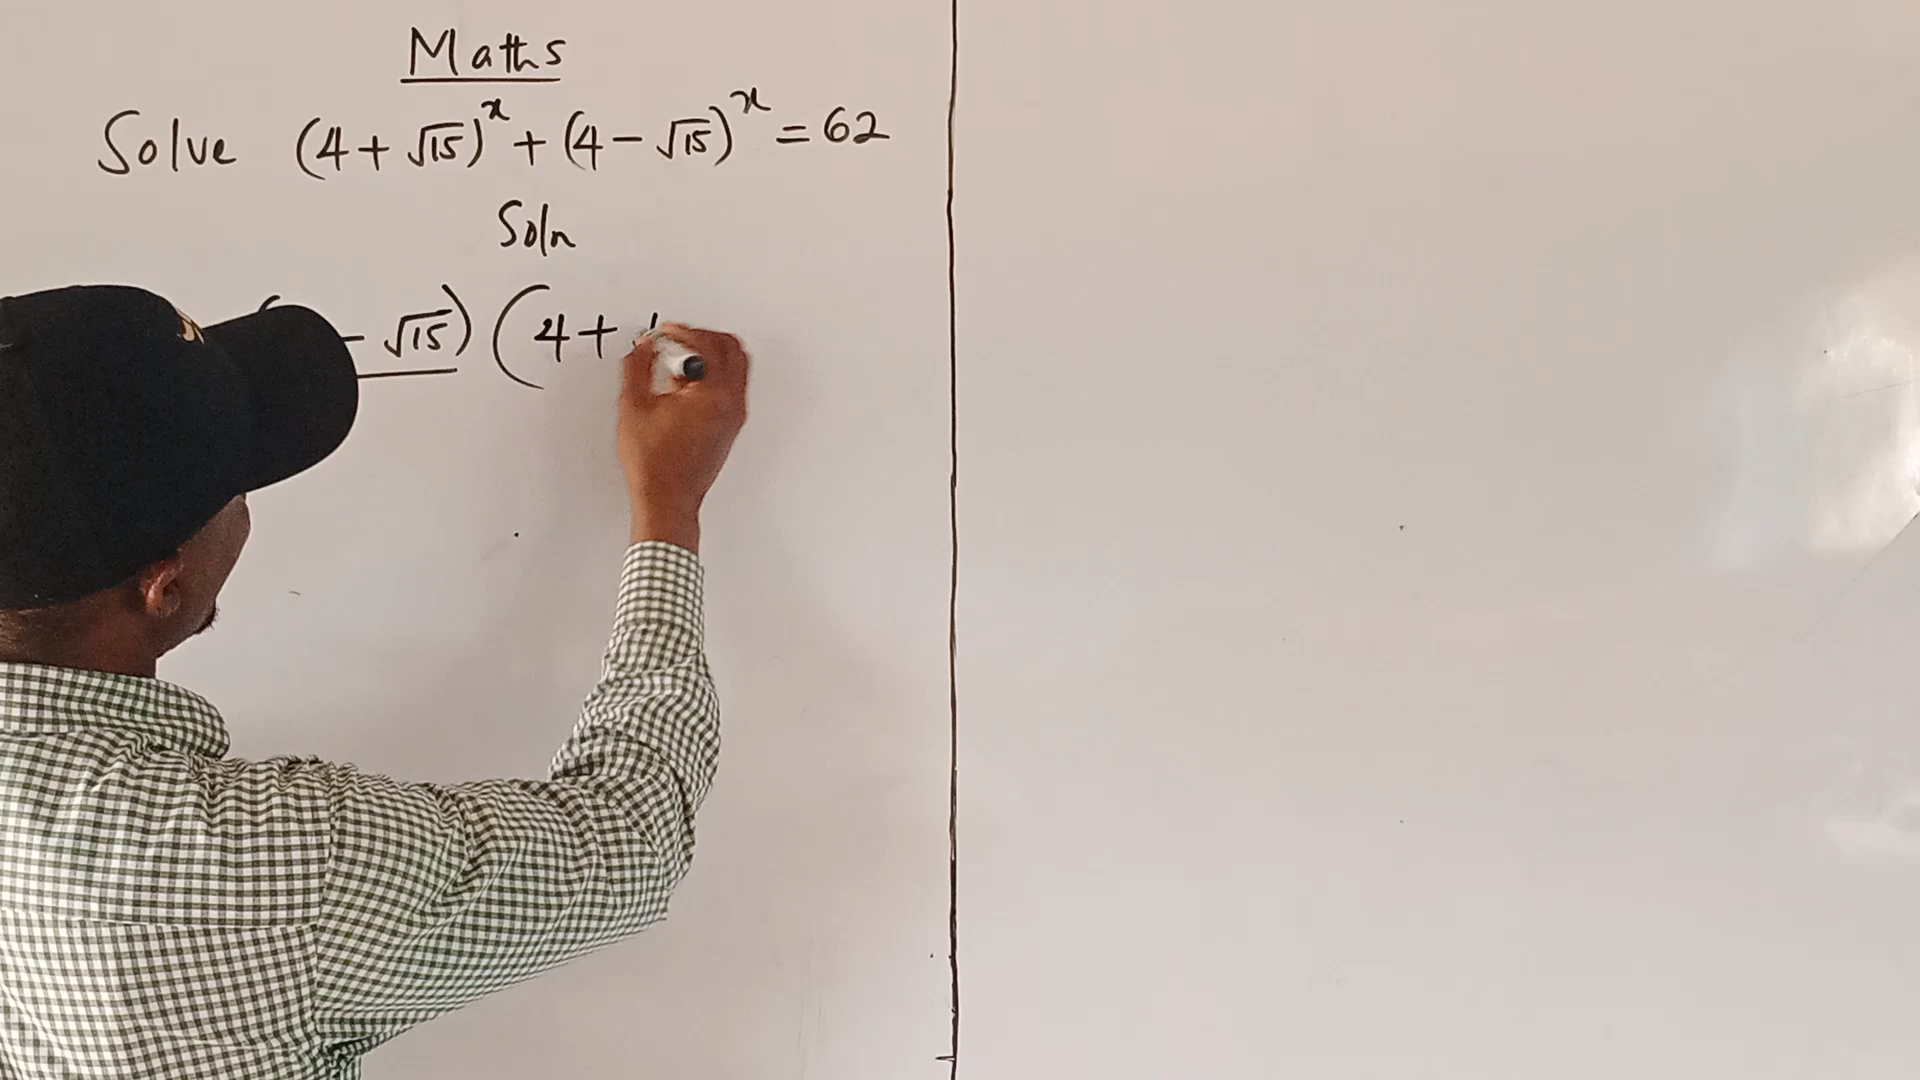 Maths
Solve (4+√15)^x + (4-√15)^x = 62
Soln
- √15) (4+